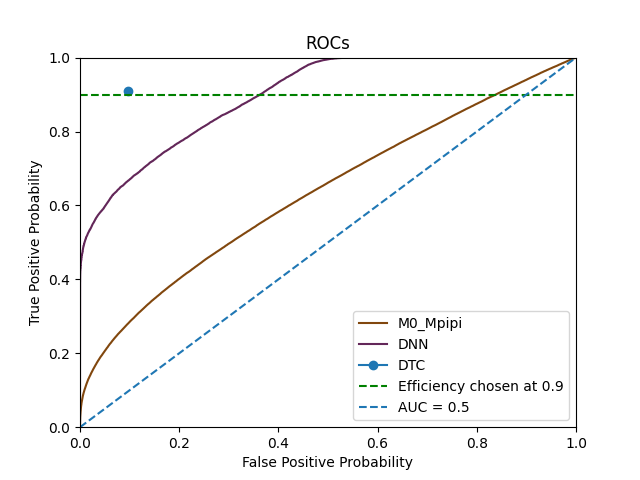 ROCs
True Positive Probability
1.0
0.8
0.6
0.4
0.2
0.0
M0_Mpipi
DNN
DTC
Efficiency chosen at 0.9
AUC = 0.5
0.0 0.2 0.4 0.6 0.8 1.0
False Positive Probability